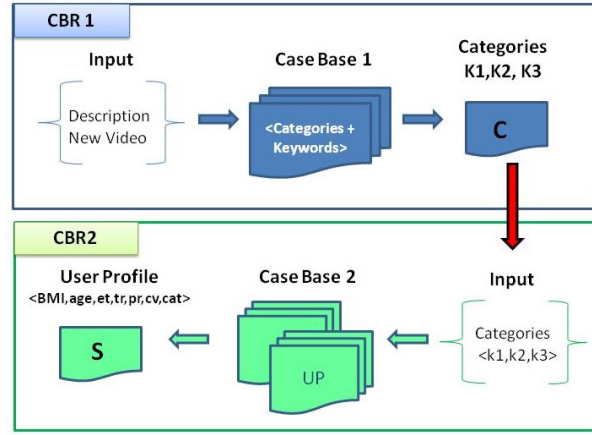 CBR 1
Input
Description
New Video
Case Base 1
<Categories +
Keywords>
Categories
K1,K2, K3
C
CBR2
User Profile
<BMI,age,et,tr,pr,cv,cat>
S
Case Base 2
UP
Input
Categories
<k1,k2,k3>